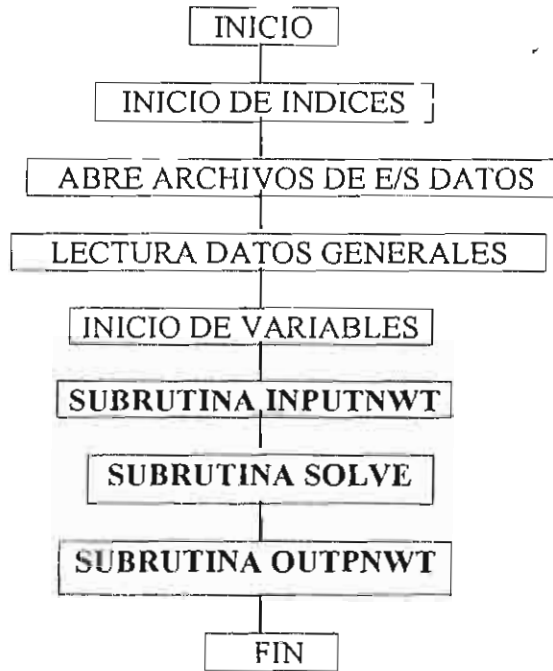 INICIO
INICIO DE INDICES
ABRE ARCHIVOS DE E/S DATOS
LECTURA DATOS GENERALES
INICIO DE VARIABLES
SUBRUTINA INPUTNWT
SUBRUTINA SOLVE
SUBRUTINA OUTPNWT
FIN